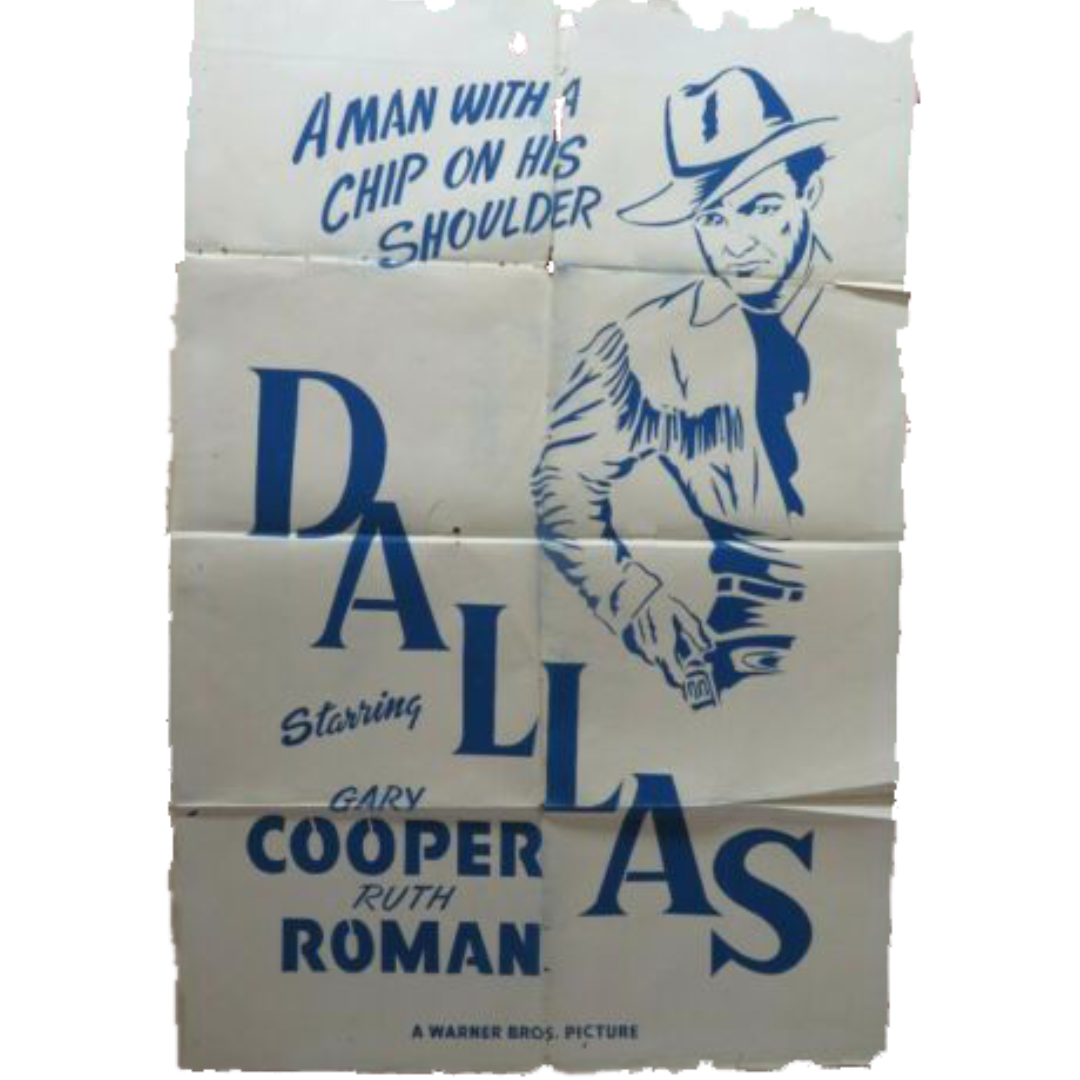 A MAN WITH A
CHIP ON HIS
SHOULDER
DALLAS
Starring
GARY
COOPER
RUTH
ROMAN
A WARNER BROS. PICTURE